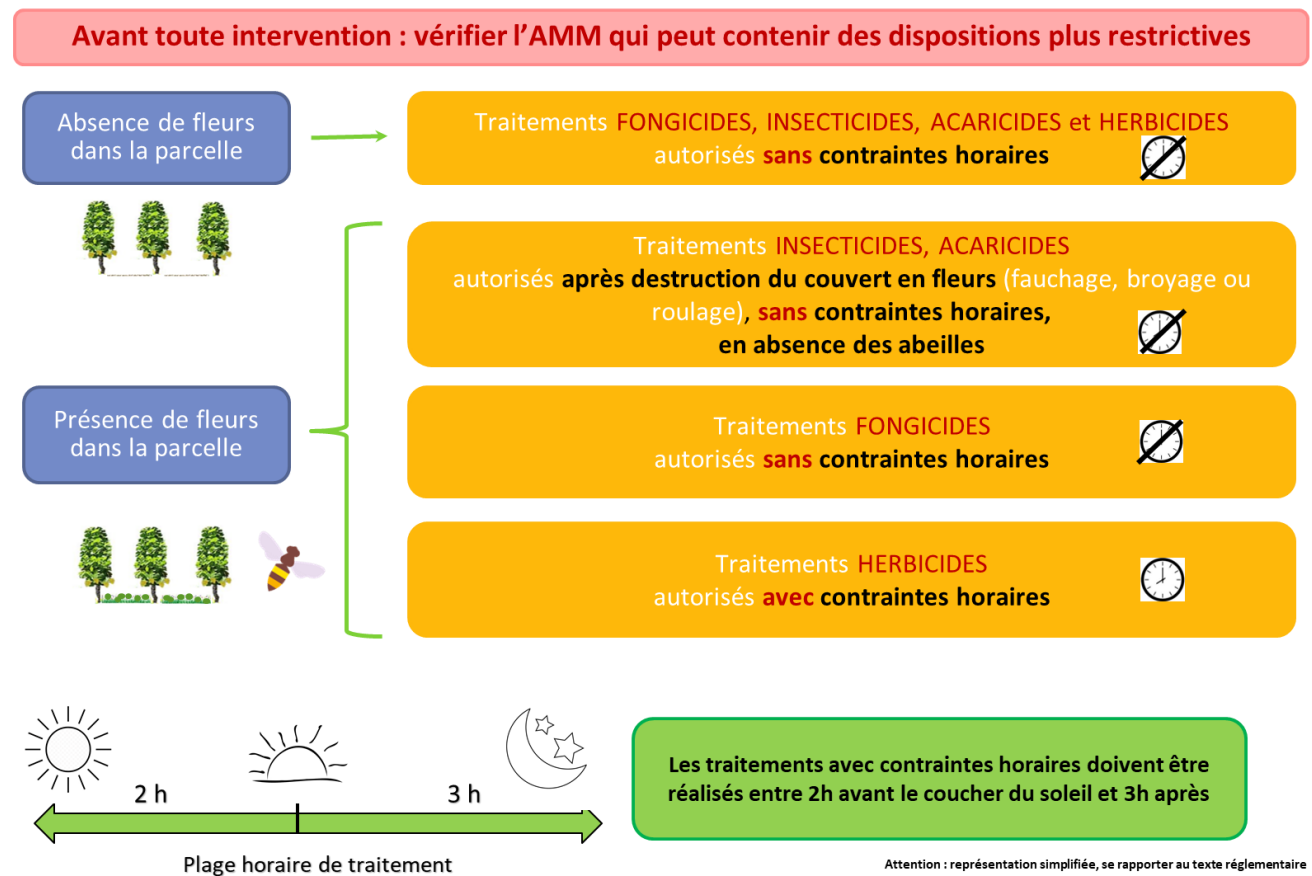 Avant toute intervention : vérifier l’AMM qui peut contenir des dispositions plus restrictives
Absence de fleurs
dans la parcelle
Traitements FONGICIDES, INSECTICIDES, ACARICIDES et HERBICIDES
autorisés sans contraintes horaires
Traitements INSECTICIDES, ACARICIDES
autorisés après destruction du couvert en fleurs (fauchage, broyage ou
roulage), sans contraintes horaires,
en absence des abeilles
Présence de fleurs
dans la parcelle
Traitements FONGICIDES
autorisés sans contraintes horaires
Traitements HERBICIDES
autorisés avec contraintes horaires
2 h
3 h
Plage horaire de traitement
Les traitements avec contraintes horaires doivent être
réalisés entre 2h avant le coucher du soleil et 3h après
Attention : représentation simplifiée, se rapporter au texte réglementaire